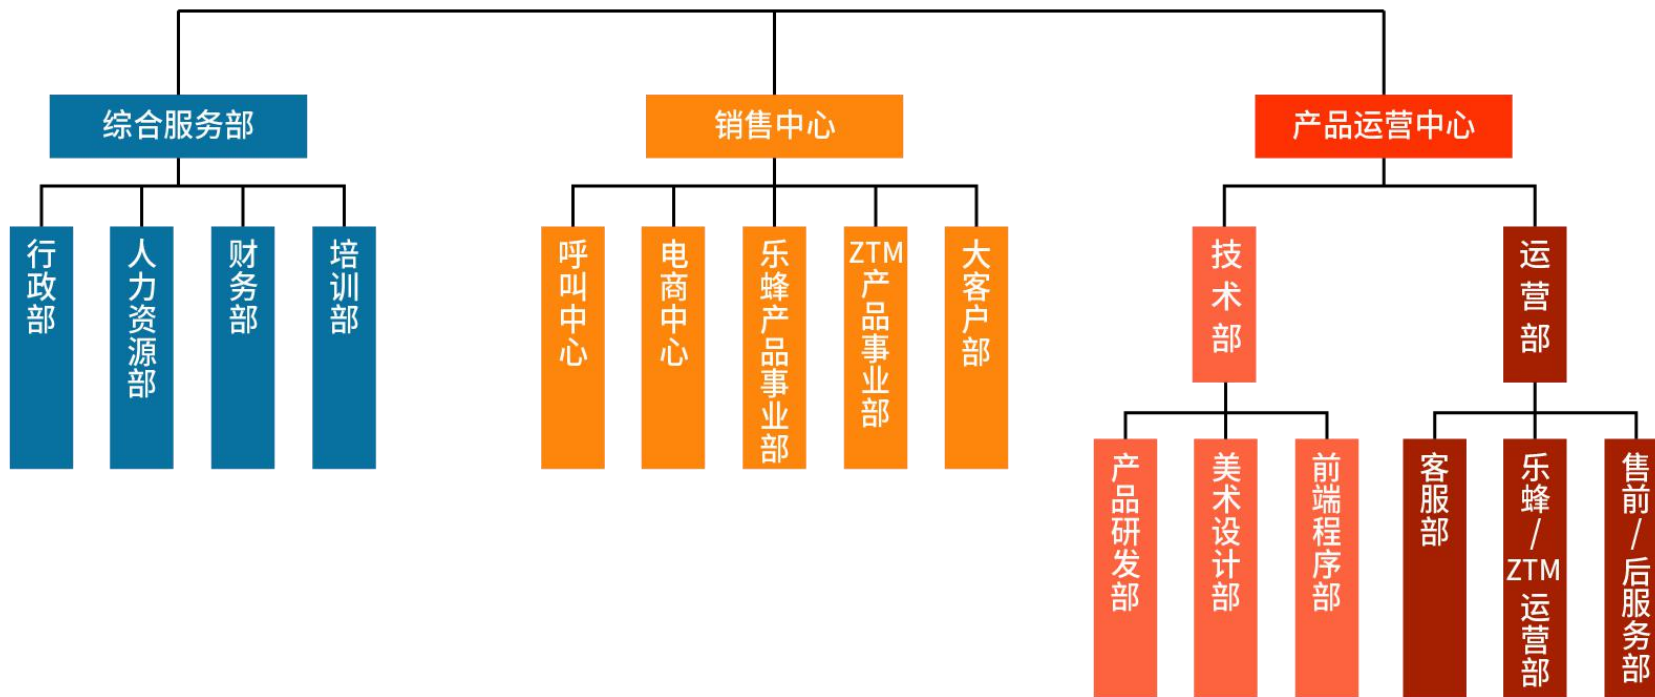 综合服务部
销售中心
产品运营中心
行政部
人力资源部
财务部
培训部
呼叫中心
电商中心
乐蜂产品事业部
ZTM产品事业部
大客户部
技术部
运营部
产品研发部
美术设计部
前端程序部
客服部
乐蜂/ZTM运营部
售前/后服务部